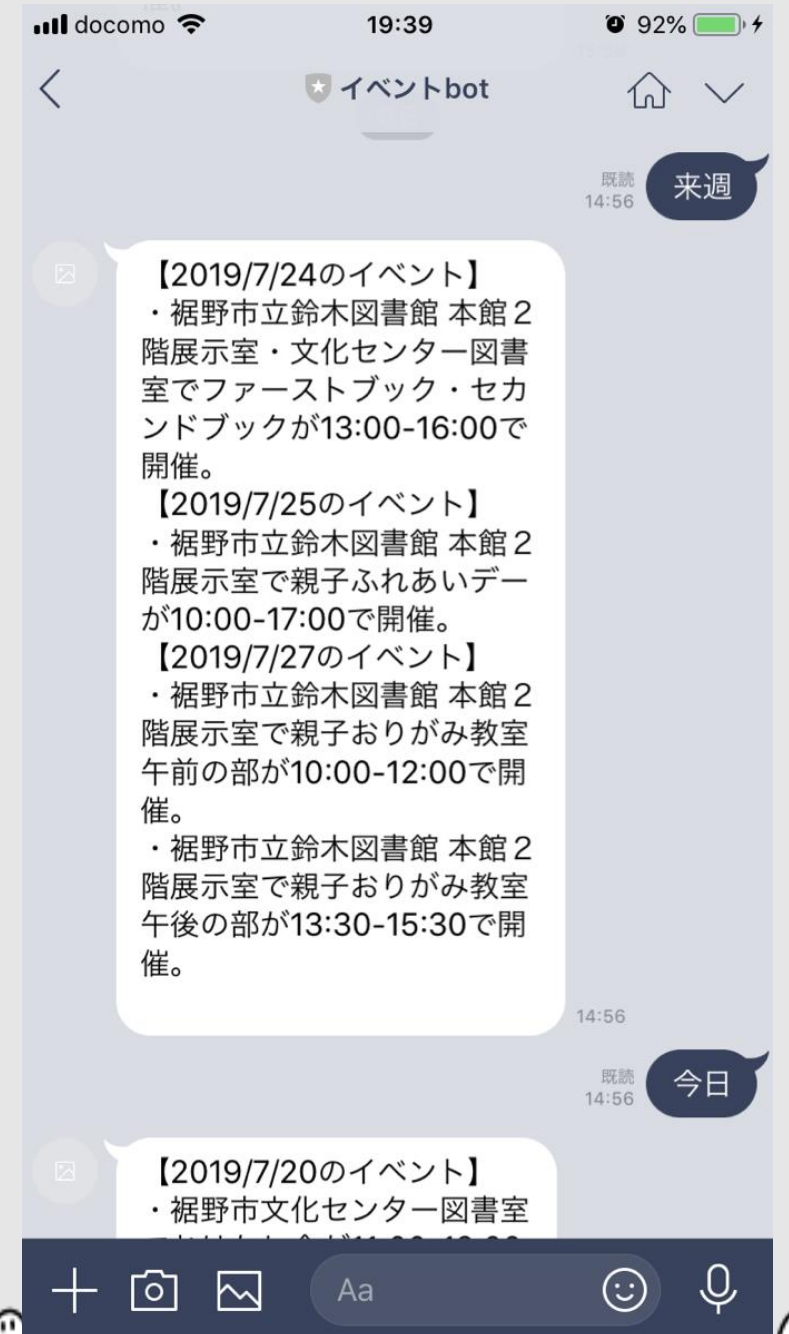 docomo 19:39 92%
イベントbot
既読
14:56
来週
【2019/7/24のイベント】
・裾野市立鈴木図書館 本館２
階展示室・文化センター図書
室でファーストブック・セカ
ンドブックが13:00-16:00で
開催。
【2019/7/25のイベント】
・裾野市立鈴木図書館 本館２
階展示室で親子ふれあいデー
が10:00-17:00で開催。
【2019/7/27のイベント】
・裾野市立鈴木図書館 本館２
階展示室で親子おりがみ教室
午前の部が10:00-12:00で開
催。
・裾野市立鈴木図書館 本館２
階展示室で親子おりがみ教室
午後の部が13:30-15:30で開
催。
14:56
既読
14:56
今日
【2019/7/20のイベント】
・裾野市文化センター図書室
Aa